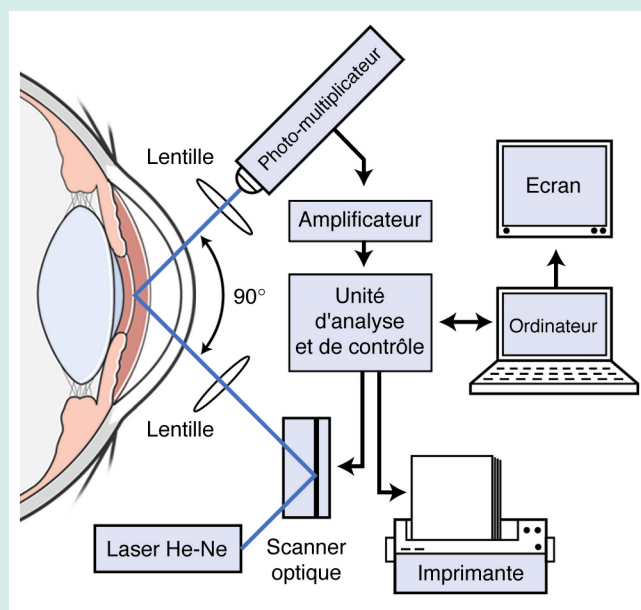 Photo-multiplicateur
Lentille
Ecran
Amplificateur
90°
Unité
d'analyse
et de contrôle
Ordinateur
Lentille
Laser He-Ne
Scanner
optique
Imprimante